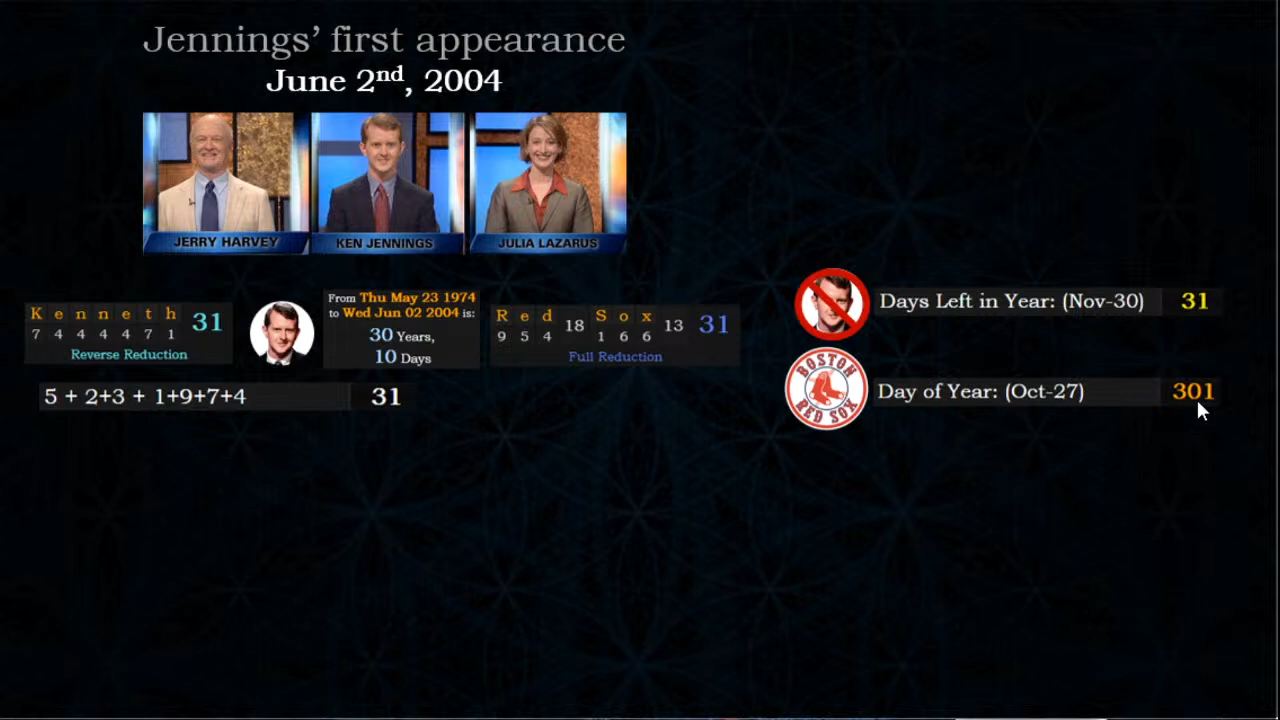 Jennings' first appearance
June 2nd, 2004
JERRY HARVEY
KEN JENNINGS
JULIA LAZARUS
K e n n e t h 31
7 4 4 4 4 7 1
Reverse Reduction
From Thu May 23 1974
to Wed Jun 02 2004 is:
30 Years,
10 Days
R e d 18 S o x 13 31
9 5 4 1 6 6
Full Reduction
5 + 2+3 + 1+9+7+4 31
Days Left in Year: (Nov-30) 31
BOSTON
RED SOX
Day of Year: (Oct-27) 301